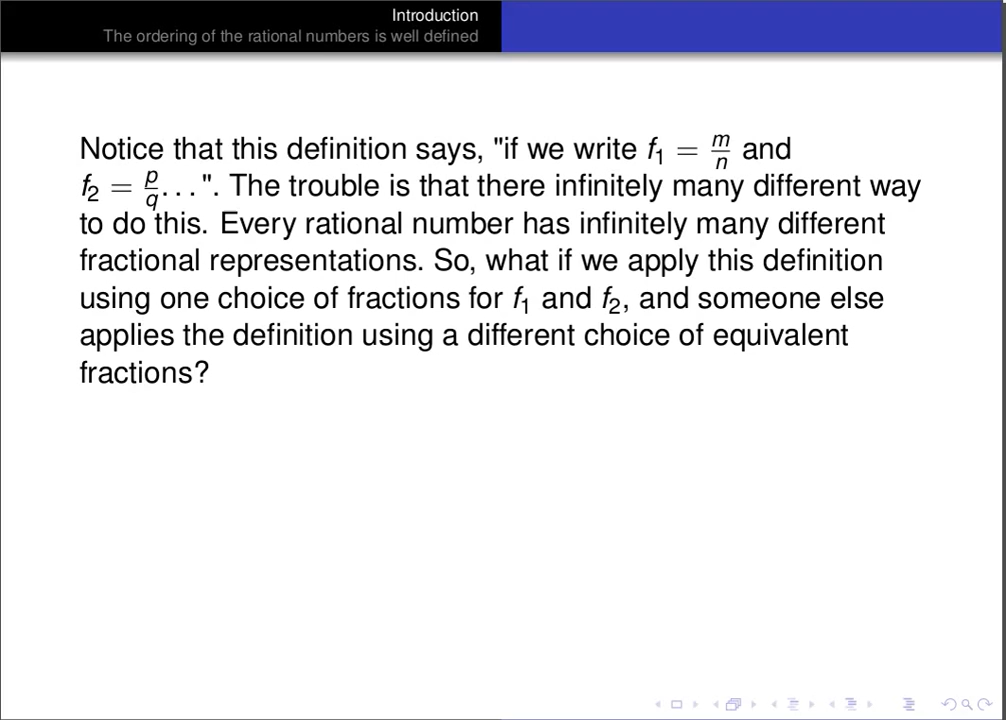 Introduction
The ordering of the rational numbers is well defined
Notice that this definition says, "if we write f₁ = m/n and
f₂ = p/q . . . ". The trouble is that there infinitely many different way
to do this. Every rational number has infinitely many different
fractional representations. So, what if we apply this definition
using one choice of fractions for f₁ and f₂, and someone else
applies the definition using a different choice of equivalent
fractions?